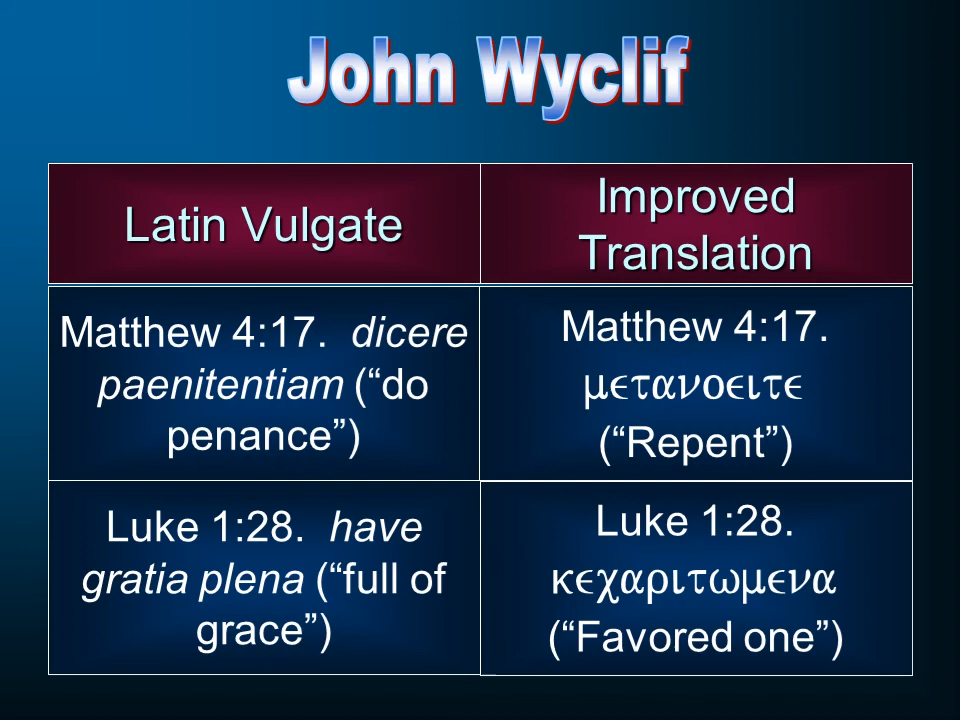 John Wyclif
Latin Vulgate
Improved
Translation
Matthew 4:17. dicere
paenitentiam (“do
penance”)
Matthew 4:17.
μετανοειτε
(“Repent”)
Luke 1:28. have
gratia plena (“full of
grace”)
Luke 1:28.
κεχαριτωμενα
(“Favored one”)